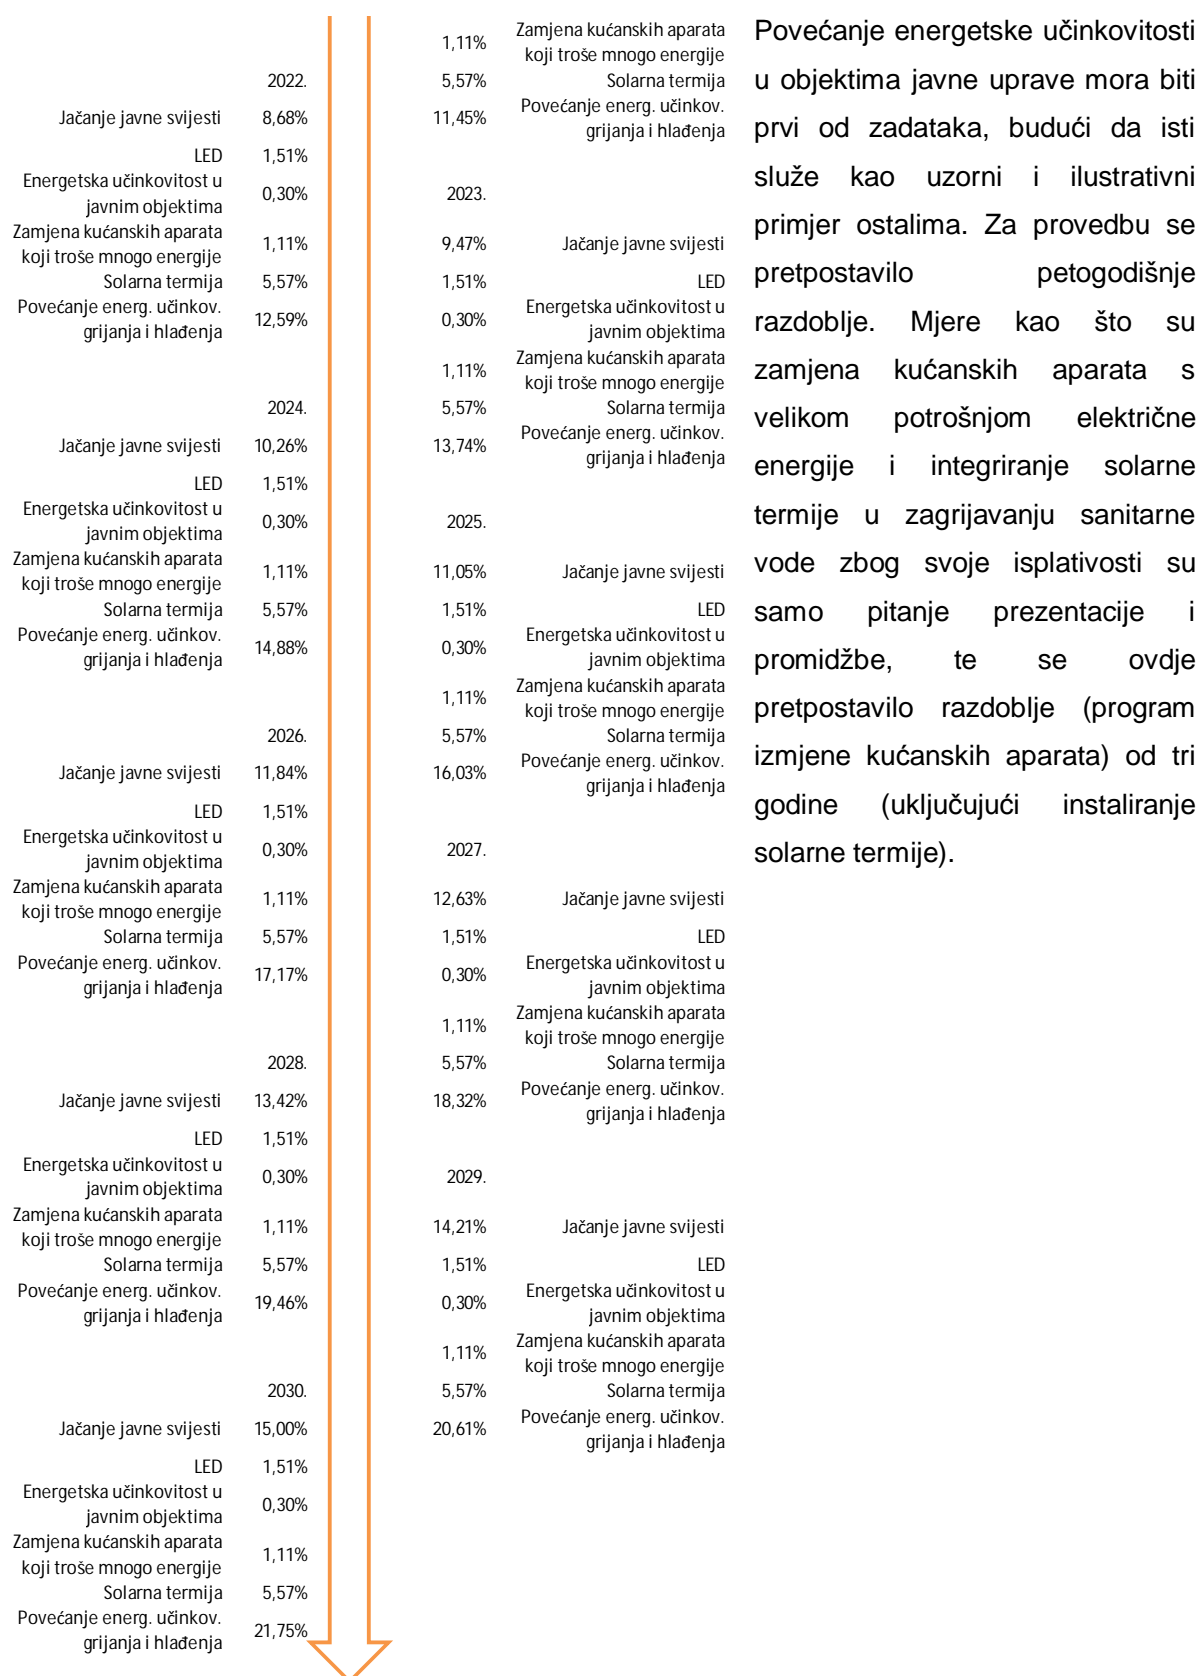 1,11% Zamjena kućanskih aparata
koji troše mnogo energije
5,57% Solarna termija
11,45% Povećanje energ. učinkov.
grijanja i hlađenja
2022.
Jačanje javne svijesti 8,68%
LED 1,51%
Energetska učinkovitost u
javnim objektima 0,30%
Zamjena kućanskih aparata
koji troše mnogo energije 1,11%
Solarna termija 5,57%
Povećanje energ. učinkov.
grijanja i hlađenja 12,59%
2023.
9,47% Jačanje javne svijesti
1,51% LED
0,30% Energetska učinkovitost u
javnim objektima
1,11% Zamjena kućanskih aparata
koji troše mnogo energije
5,57% Solarna termija
13,74% Povećanje energ. učinkov.
grijanja i hlađenja
2024.
Jačanje javne svijesti 10,26%
LED 1,51%
Energetska učinkovitost u
javnim objektima 0,30%
Zamjena kućanskih aparata
koji troše mnogo energije 1,11%
Solarna termija 5,57%
Povećanje energ. učinkov.
grijanja i hlađenja 14,88%
2025.
11,05% Jačanje javne svijesti
1,51% LED
0,30% Energetska učinkovitost u
javnim objektima
1,11% Zamjena kućanskih aparata
koji troše mnogo energije
5,57% Solarna termija
16,03% Povećanje energ. učinkov.
grijanja i hlađenja
2026.
Jačanje javne svijesti 11,84%
LED 1,51%
Energetska učinkovitost u
javnim objektima 0,30%
Zamjena kućanskih aparata
koji troše mnogo energije 1,11%
Solarna termija 5,57%
Povećanje energ. učinkov.
grijanja i hlađenja 17,17%
2027.
12,63% Jačanje javne svijesti
1,51% LED
0,30% Energetska učinkovitost u
javnim objektima
1,11% Zamjena kućanskih aparata
koji troše mnogo energije
5,57% Solarna termija
18,32% Povećanje energ. učinkov.
grijanja i hlađenja
2028.
Jačanje javne svijesti 13,42%
LED 1,51%
Energetska učinkovitost u
javnim objektima 0,30%
Zamjena kućanskih aparata
koji troše mnogo energije 1,11%
Solarna termija 5,57%
Povećanje energ. učinkov.
grijanja i hlađenja 19,46%
2029.
14,21% Jačanje javne svijesti
1,51% LED
0,30% Energetska učinkovitost u
javnim objektima
1,11% Zamjena kućanskih aparata
koji troše mnogo energije
5,57% Solarna termija
20,61% Povećanje energ. učinkov.
grijanja i hlađenja
2030.
Jačanje javne svijesti 15,00%
LED 1,51%
Energetska učinkovitost u
javnim objektima 0,30%
Zamjena kućanskih aparata
koji troše mnogo energije 1,11%
Solarna termija 5,57%
Povećanje energ. učinkov.
grijanja i hlađenja 21,75%
Povećanje energetske učinkovitosti
u objektima javne uprave mora biti
prvi od zadataka, budući da isti
služe kao uzorni i ilustrativni
primjer ostalima. Za provedbu se
pretpostavilo petogodišnje
razdoblje. Mjere kao što su
zamjena kućanskih aparata s
velikom potrošnjom električne
energije i integriranje solarne
termije u zagrijavanju sanitarne
vode zbog svoje isplativosti su
samo pitanje prezentacije i
promidžbe, te se ovdje
pretpostavilo razdoblje (program
izmjene kućanskih aparata) od tri
godine (uključujući instaliranje
solarne termije).